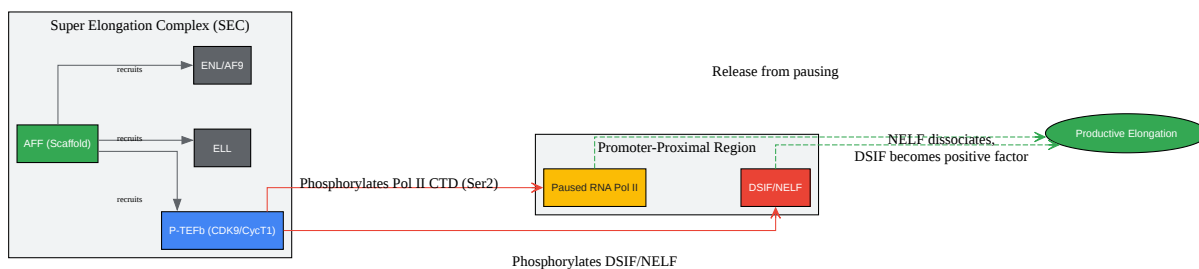 Super Elongation Complex (SEC)
ENL/AF9
recruits
AFF (Scaffold)
recruits
ELL
recruits
P-TEFb (CDK9/CycT1)
Phosphorylates Pol II CTD (Ser2)
Phosphorylates DSIF/NELF
Promoter-Proximal Region
Paused RNA Pol II
DSIF/NELF
Release from pausing
NELF dissociates,
DSIF becomes positive factor
Productive Elongation